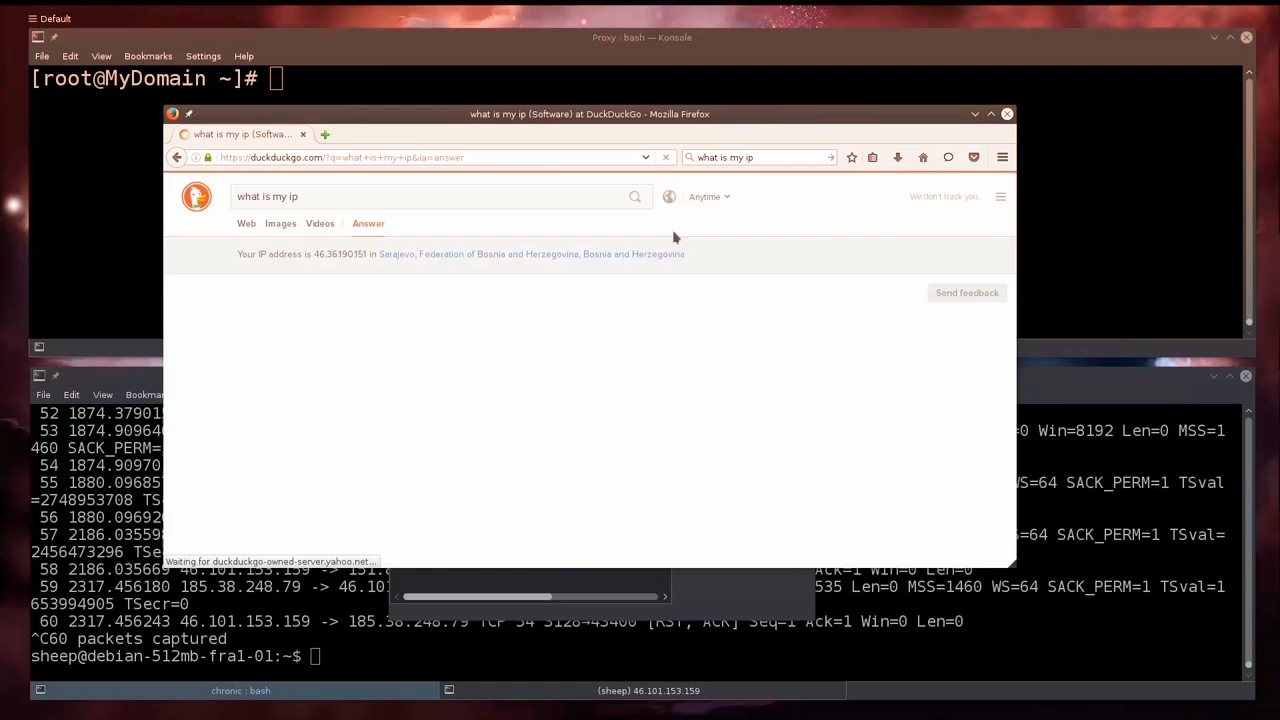 Default
Proxy : bash — Konsole
File Edit View Bookmarks Settings Help
[root@MyDomain ~]#
what is my ip (Software) at DuckDuckGo - Mozilla Firefox
what is my ip (Softwa...
https://duckduckgo.com/?q=what+is+my+ip&ia=answer
what is my ip
what is my ip
Anytime
We don't track you.
Web Images Videos Answer
Your IP address is 46.36.190.151 in Sarajevo, Federation of Bosnia and Herzegovina, Bosnia and Herzegovina
Send feedback
Waiting for duckduckgo-owned-server.yahoo.net...
File Edit View Bookmar
52 1874.37901
53 1874.90964 =0 Win=8192 Len=0 MSS=1
460 SACK_PERM=
54 1874.90970
55 1880.09685 WS=64 SACK_PERM=1 TSval
=2748953708 TS
56 1880.09692
57 2186.03559 WS=64 SACK_PERM=1 TSval=
2456473296 TSe
58 2186.035669 46.101.153.159 -> 151.8 Ack=1 Win=0 Len=0
59 2317.456180 185.38.248.79 -> 46.10 535 Len=0 MSS=1460 WS=64 SACK_PERM=1 TSval=1
653994905 TSecr=0
60 2317.456243 46.101.153.159 -> 185.38.248.79 TCP 54 3128→43400 [RST, ACK] Seq=1 Ack=1 Win=0 Len=0
^C60 packets captured
sheep@debian-512mb-fra1-01:~$
chronic : bash
(sheep) 46.101.153.159